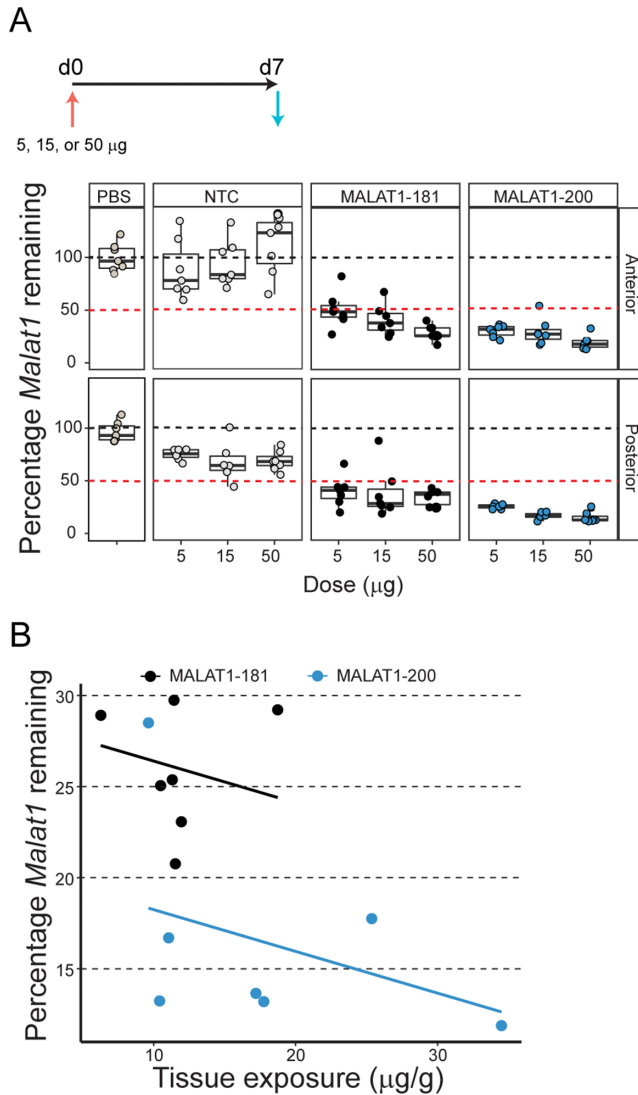 A
d0 d7
5, 15, or 50 μg
PBS NTC MALAT1-181 MALAT1-200
Percentage Malat1 remaining
100
50
0
Anterior
100
50
0
Posterior
5 15 50 5 15 50 5 15 50
Dose (μg)
B
MALAT1-181 MALAT1-200
Percentage Malat1 remaining
30
25
20
15
10 20 30
Tissue exposure (μg/g)